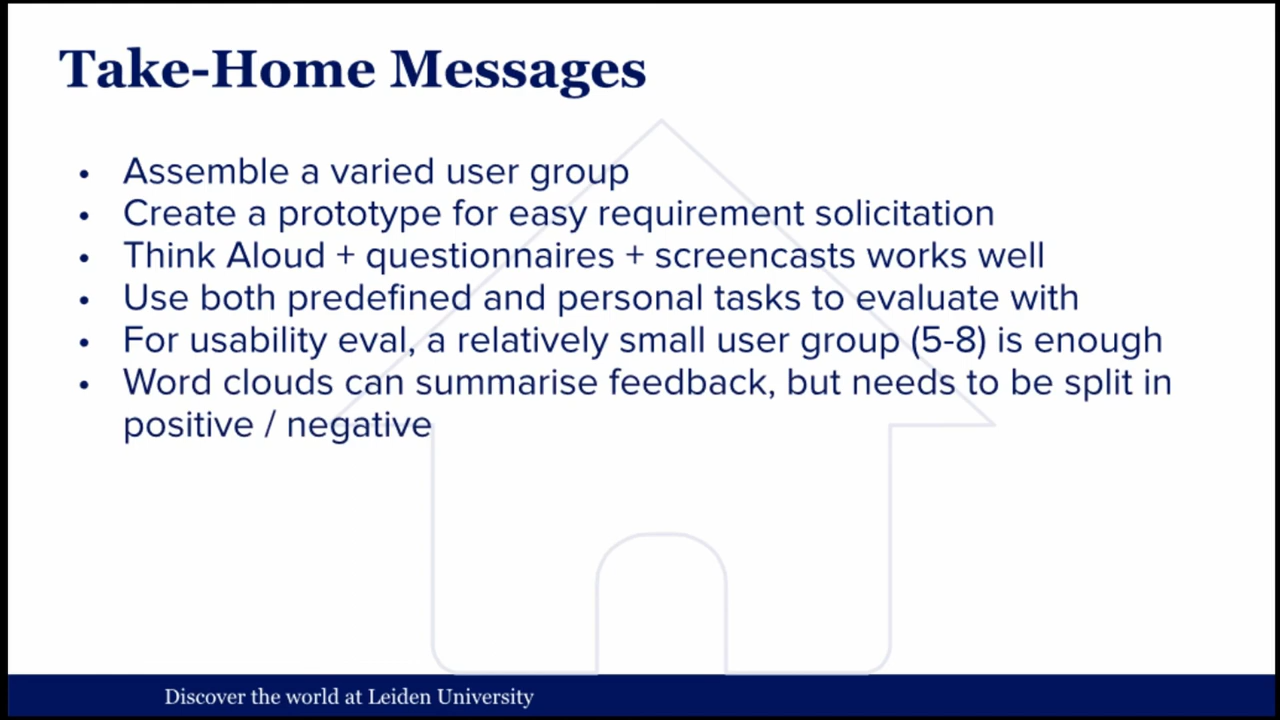 Take-Home Messages
• Assemble a varied user group
• Create a prototype for easy requirement solicitation
• Think Aloud + questionnaires + screencasts works well
• Use both predefined and personal tasks to evaluate with
• For usability eval, a relatively small user group (5-8) is enough
• Word clouds can summarise feedback, but needs to be split in
positive / negative
Discover the world at Leiden University